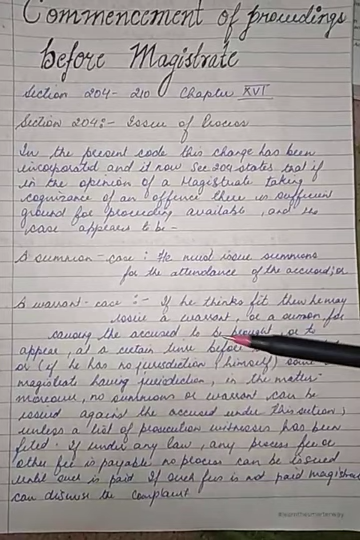 Commencement of proceedings
before Magistrate
Section 204- 210 Chapter XVI
Section 204:- Issue of Process
In the present code this change has been
incorporated and it now Sec 204 states that if
in the opinion of a Magistrate taking
cognizance of an offence there is sufficient
ground for proceeding available, and the
case appears to be -
A summon - case : He must issue summons
for the attendance of the accused; or
A warrant - case :- If he thinks fit then he may
issue a warrant, or a summon for
causing the accused to be brought, or to
appear, at a certain time before
or (if he has no jurisdiction himself) some
magistrate having jurisdiction, in the matter
moreover, no summons or warrant can be
issued against the accused under this section,
unless a list of prosecution witnesses has been
filed. If under any law, any process fee or
other fee is payable no process can be issued
until is paid If such fees is not paid magistrate
can dismiss the complaint